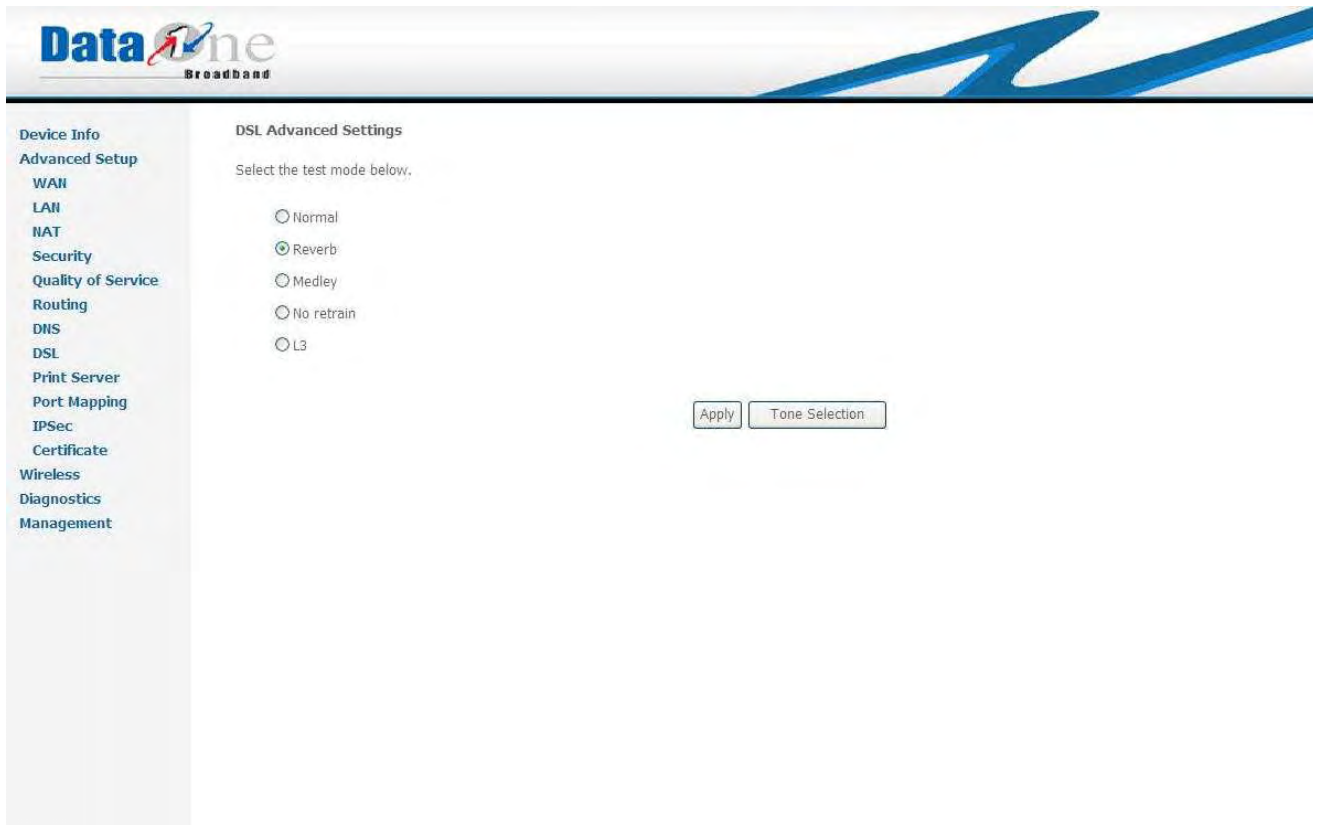 DataOne
Broadband
Device Info
Advanced Setup
WAN
LAN
NAT
Security
Quality of Service
Routing
DNS
DSL
Print Server
Port Mapping
IPSec
Certificate
Wireless
Diagnostics
Management
DSL Advanced Settings
Select the test mode below.
Normal
Reverb
Medley
No retrain
L3
Apply Tone Selection